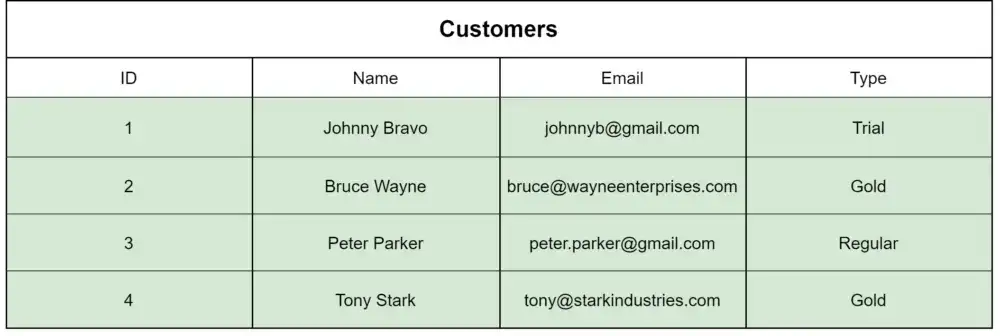 Customers
ID Name Email Type
1 Johnny Bravo johnnyb@gmail.com Trial
2 Bruce Wayne bruce@wayneenterprises.com Gold
3 Peter Parker peter.parker@gmail.com Regular
4 Tony Stark tony@starkindustries.com Gold